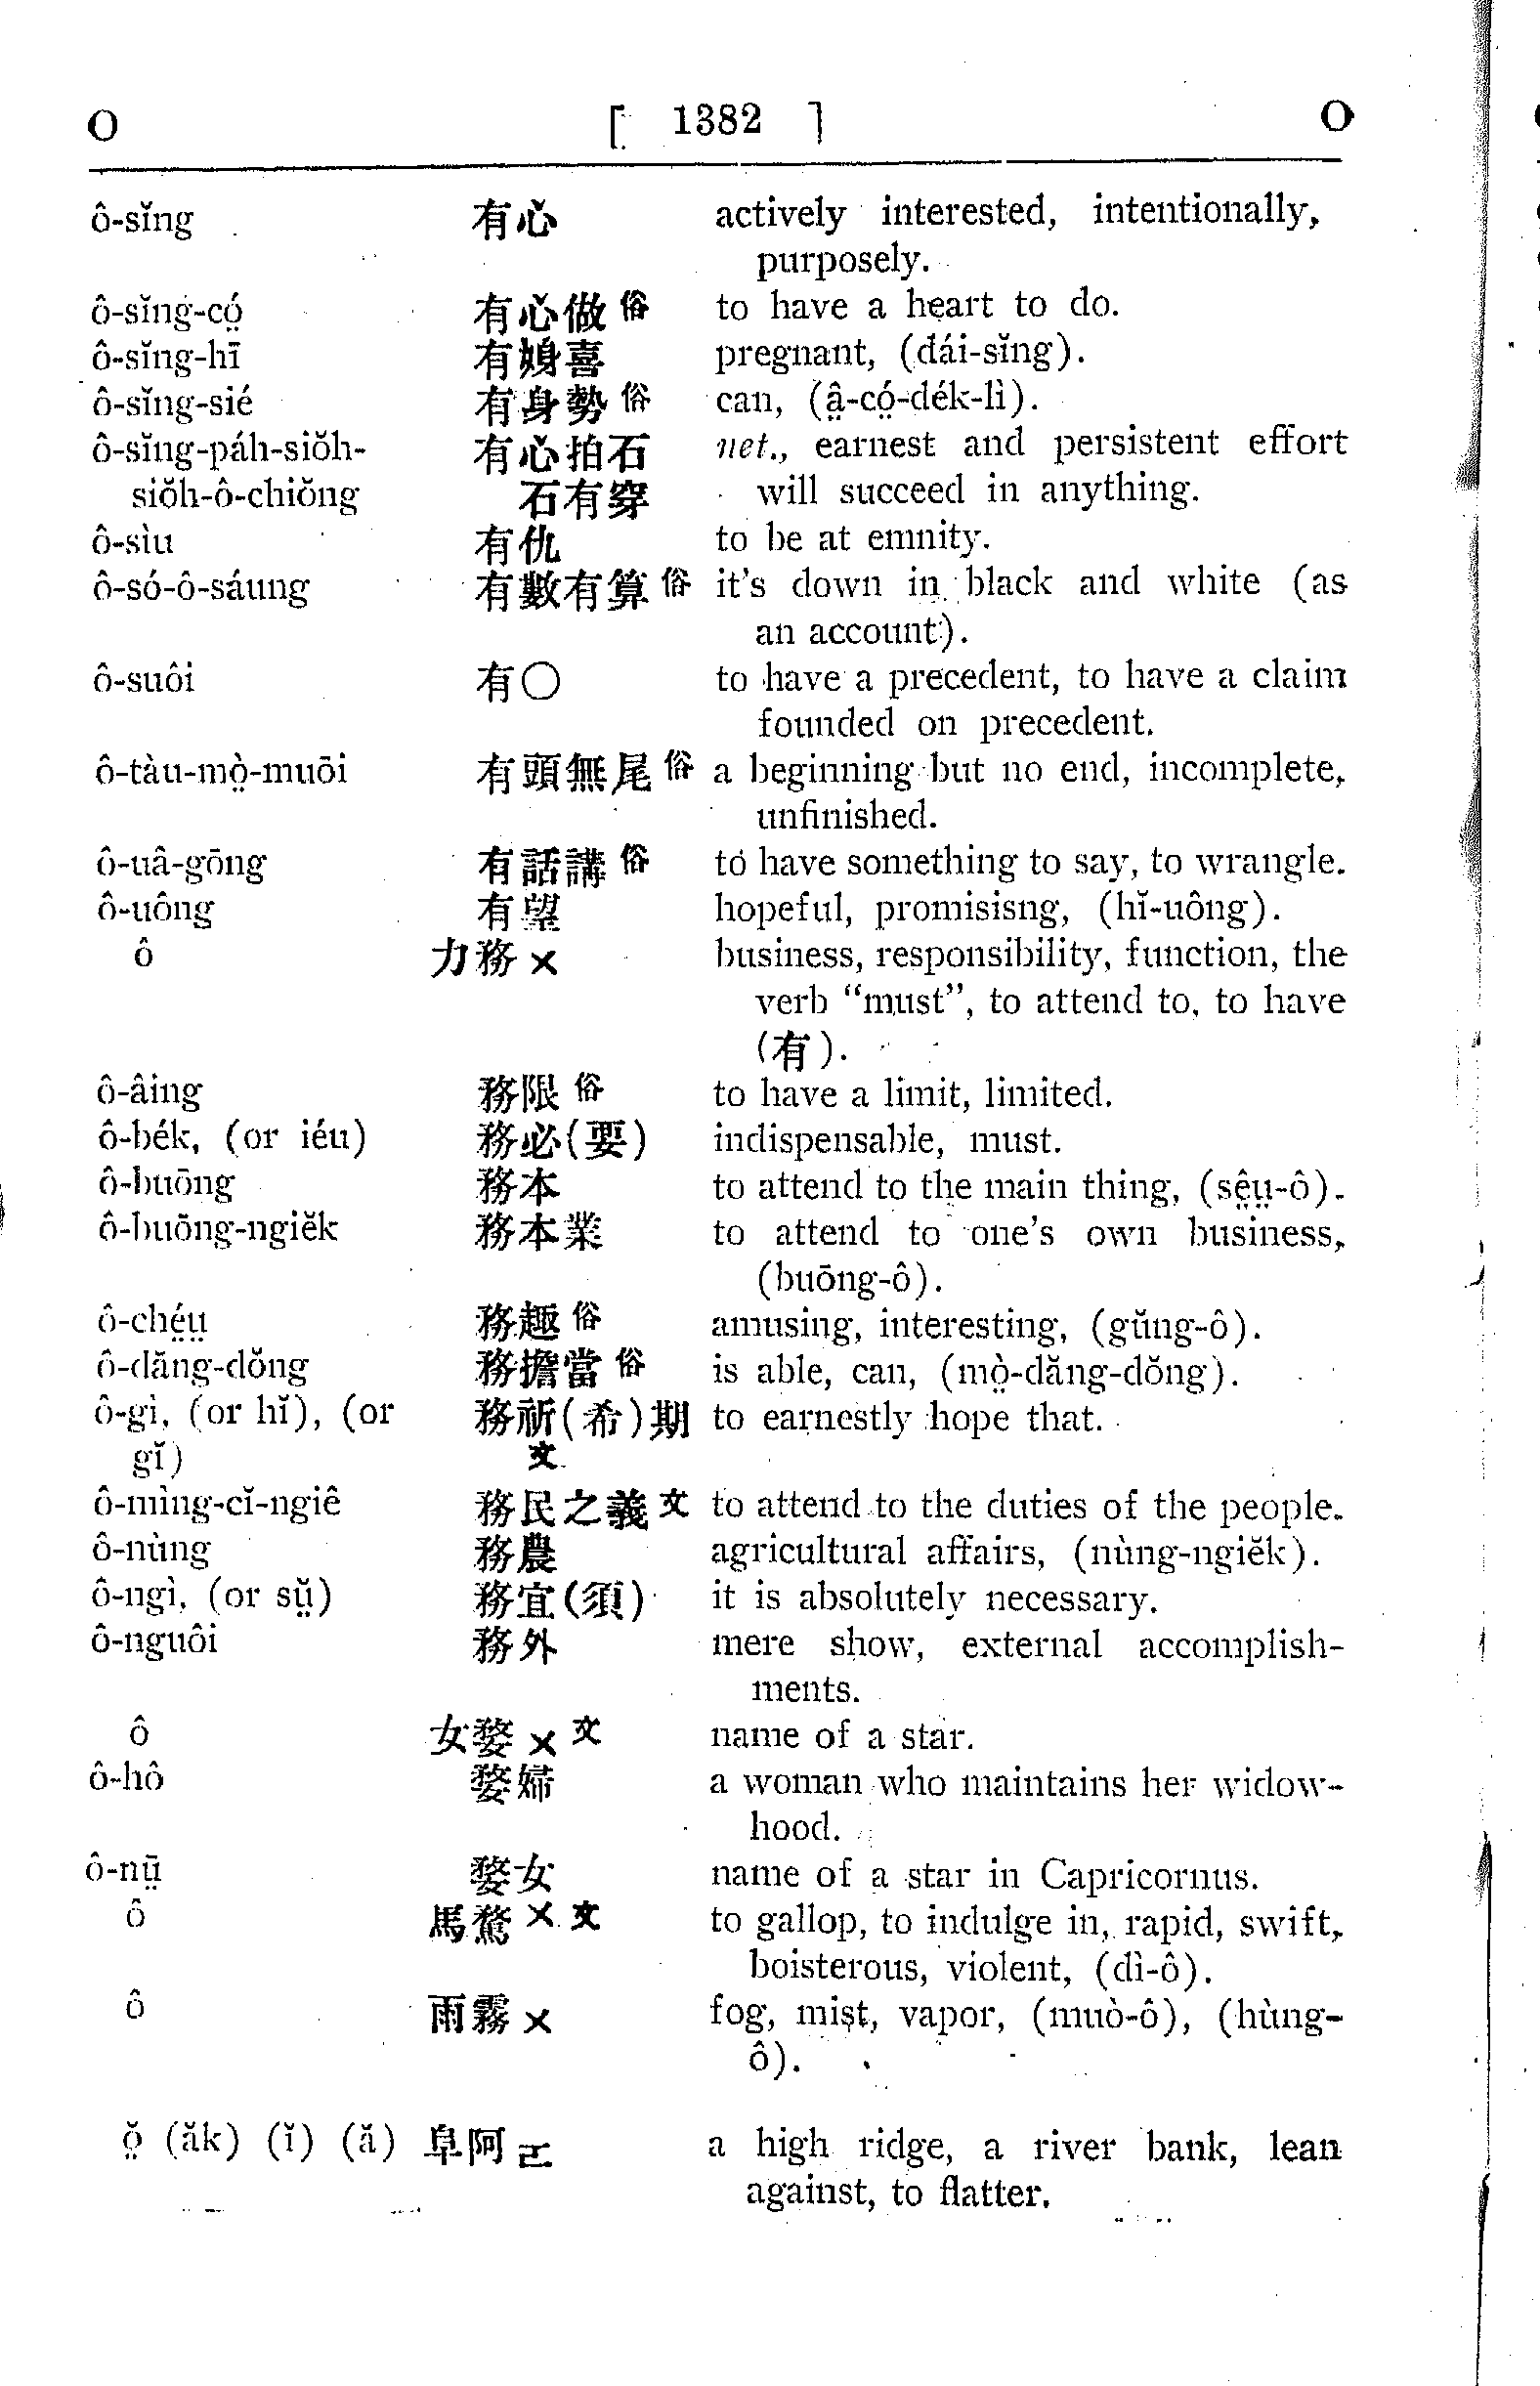 O [ 1382 ] O
ô-sĭng 有心 actively interested, intentionally,
purposely.
ô-sĭng-có̤ 有心做俗 to have a heart to do.
ô-sĭng-hī 有㛛喜 pregnant, (dái-sĭng).
ô-sĭng-sié 有身勢俗 can, (â̤-có̤-dék-lì).
ô-sĭng-páh-siŏh- 有心拍石 met., earnest and persistent effort
siŏh-ô-chiŏng 石有穿 will succeed in anything.
ô-sìu 有仇 to be at emnity.
ô-só-ô-sáung 有數有算俗 it's down in black and white (as
an account).
ô-suôi 有〇 to have a precedent, to have a claim
founded on precedent.
ô-tàu-mò̤-muōi 有頭無尾俗 a beginning but no end, incomplete,
unfinished.
ô-uâ-gōng 有話講俗 to have something to say, to wrangle.
ô-uông 有望 hopeful, promisisng, (hĭ-uông).
ô 力務 × business, responsibility, function, the
verb “must”, to attend to, to have
(有).
ô-âing 務限俗 to have a limit, limited.
ô-bék, (or iéu) 務必(要) indispensable, must.
ô-buōng 務本 to attend to the main thing, (sê̤ṳ-ô).
ô-buōng-ngiĕk 務本業 to attend to one's own business,
(buōng-ô).
ô-ché̤ṳ 務趣俗 amusing, interesting, (gŭng-ô).
ô-dăng-dŏng 務擔當俗 is able, can, (mò̤-dăng-dŏng).
ô-gì, (or hĭ), (or 務祈(希)期 to earnestly hope that.
gĭ) 文
ô-mìng-cĭ-ngiê 務民之義文 to attend to the duties of the people.
ô-nùng 務農 agricultural affairs, (nùng-ngiĕk).
ô-ngì, (or sṳ̆) 務宜(須) it is absolutely necessary.
ô-nguôi 務外 mere show, external accomplish-
ments.
ô 女婺 × 文 name of a star.
ô-hô 婺婦 a woman who maintains her widow-
hood.
ô-nṳ̄ 婺女 name of a star in Capricornus.
ô 馬騖 × 文 to gallop, to indulge in, rapid, swift,
boisterous, violent, (dì-ô).
ô 雨霧 × fog, mist, vapor, (muò-ô), (hùng-
ô).
ŏ̤ (ăk) (ĭ) (ă) 阜阿 a high ridge, a river bank, lean
against, to flatter.